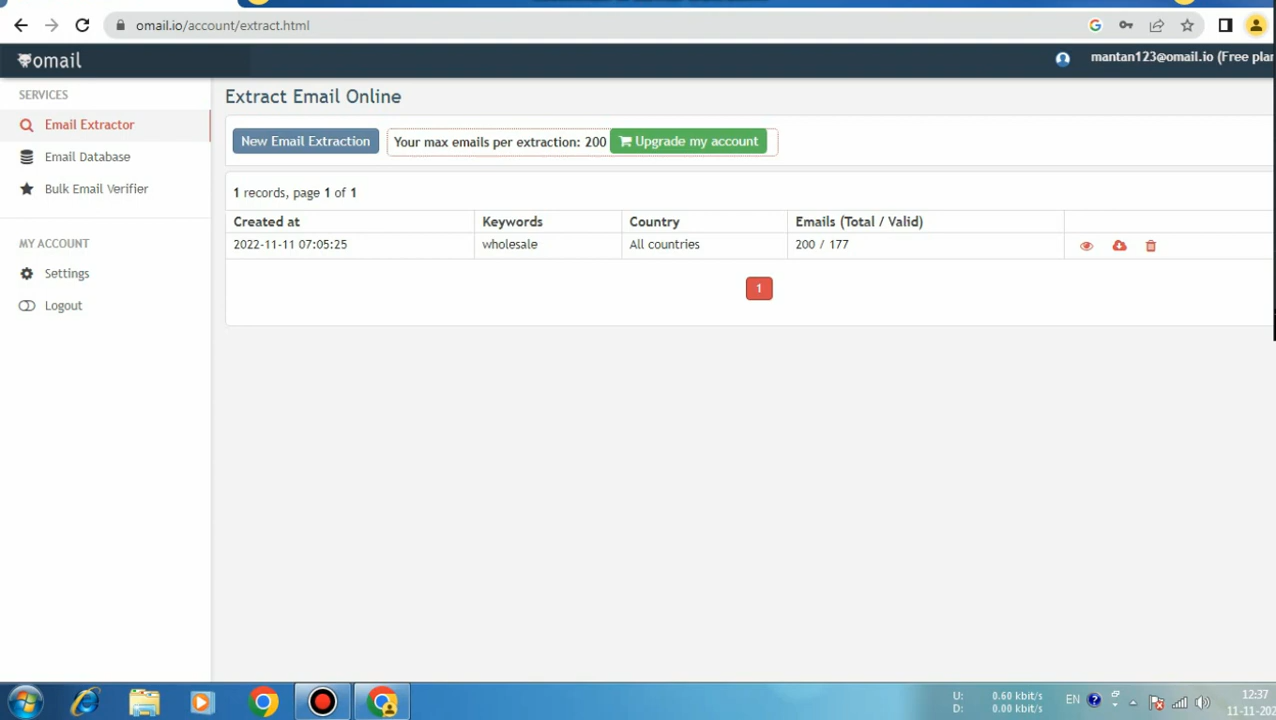 omail.io/account/extract.html
omail
mantan123@omail.io (Free plan
SERVICES
Email Extractor
Email Database
Bulk Email Verifier
MY ACCOUNT
Settings
Logout
Extract Email Online
New Email Extraction
Your max emails per extraction: 200
Upgrade my account
1 records, page 1 of 1
Created at Keywords Country Emails (Total / Valid)
2022-11-11 07:05:25 wholesale All countries 200 / 177
1
U: 0.60 kbit/s
D: 0.00 kbit/s
EN
12:37
11-11-202